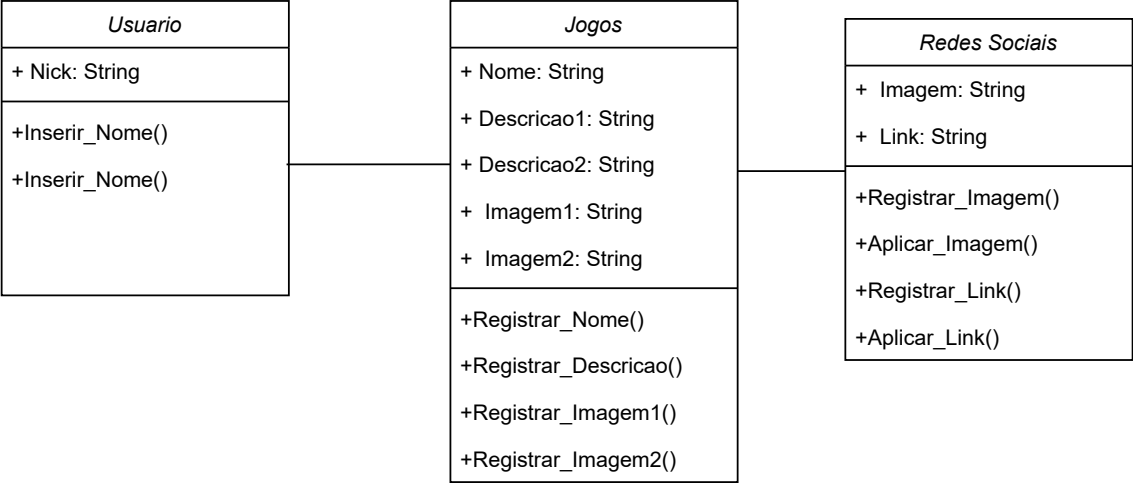 Usuario
+ Nick: String
+Inserir_Nome()
+Inserir_Nome()
Jogos
+ Nome: String
+ Descricao1: String
+ Descricao2: String
+ Imagem1: String
+ Imagem2: String
+Registrar_Nome()
+Registrar_Descricao()
+Registrar_Imagem1()
+Registrar_Imagem2()
Redes Sociais
+ Imagem: String
+ Link: String
+Registrar_Imagem()
+Aplicar_Imagem()
+Registrar_Link()
+Aplicar_Link()